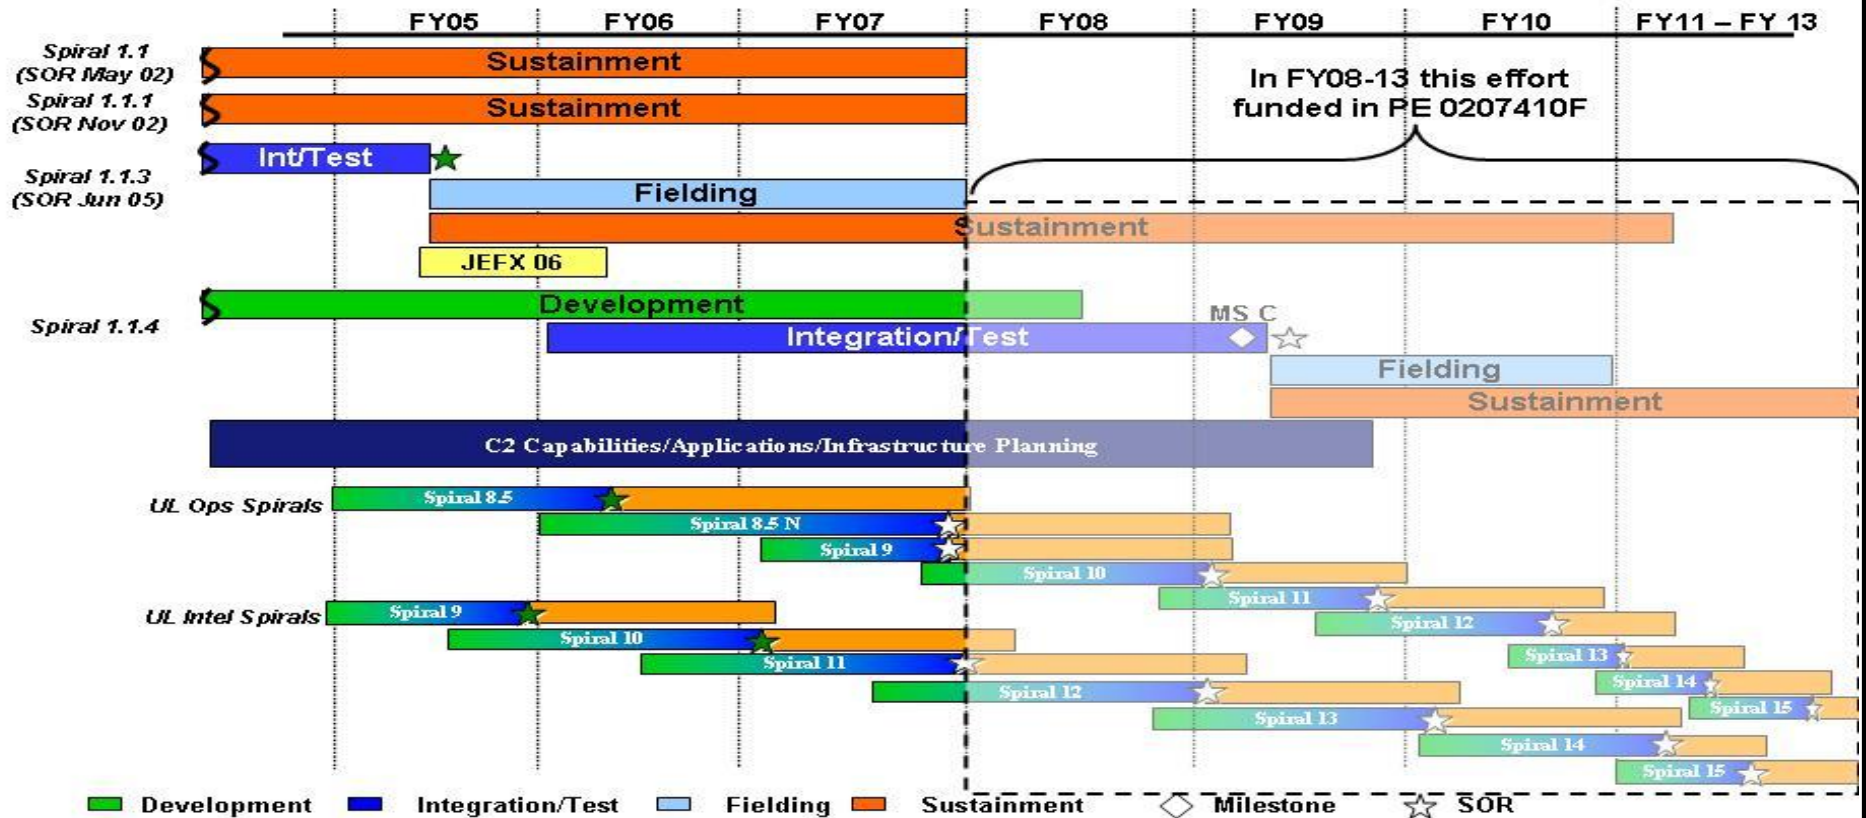 FY05 FY06 FY07 FY08 FY09 FY10 FY11 – FY 13
Spiral 1.1
(SOR May 02)
Sustainment
In FY08-13 this effort
funded in PE 0207410F
Spiral 1.1.1
(SOR Nov 02)
Sustainment
Int/Test
Spiral 1.1.3
(SOR Jun 05)
Fielding
Sustainment
JEFX 06
Development
MS C
Spiral 1.1.4
Integration/Test
Fielding
Sustainment
C2 Capabilities/Applications/Infrastructure Planning
UL Ops Spirals
Spiral 8.5
Spiral 8.5 N
Spiral 9
Spiral 10
Spiral 11
Spiral 12
Spiral 13
Spiral 14
Spiral 15
UL Intel Spirals
Spiral 9
Spiral 10
Spiral 11
Spiral 12
Spiral 13
Spiral 14
Spiral 15
Development Integration/Test Fielding Sustainment Milestone SOR